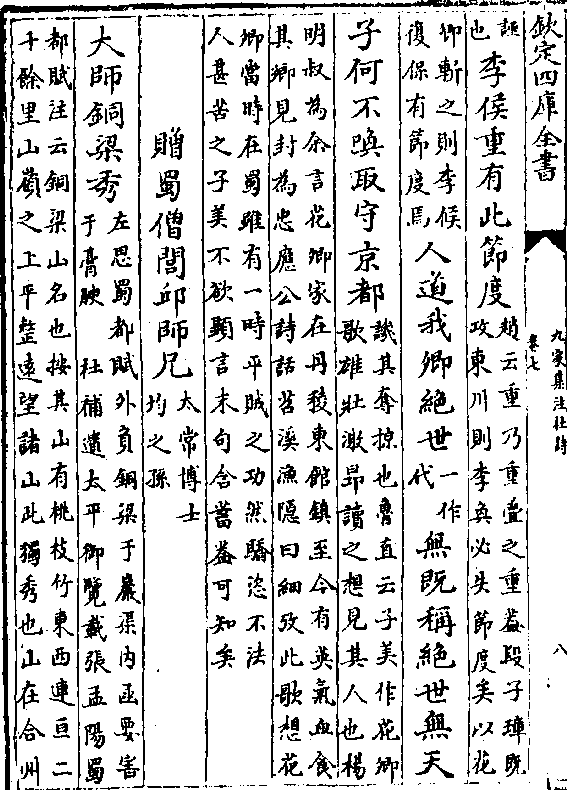 欽定四庫全書
九家集注杜詩
卷七
八
也
李侯重有此節度
趙云重乃重疊之重蓋段子璋既
攻東川則李奐必失節度矣以花
卿斬之則李侯
復保有節度焉
人道我卿絕世
一作
代
無既稱絕世無天
子何不喚取守京都
譏其奪掠也魯直云子美作花卿
歌雄壯激昂讀之想見其人也楊
明叔為余言花卿家在丹稜東館鎮至今有英氣血食
其鄉見封為忠應公詩話苕溪漁隱曰細攷此歌想花
卿當時在蜀雖有一時平賊之功然驕恣不法
人甚苦之子美不欲顯言末句含蓄蓋可知矣
贈蜀僧閭邱師兄
太常博士
均之孫
大師銅梁秀
左思蜀都賦外負銅梁于巖渠內函要害
于膏腴 杜補遺太平御覽載張孟陽蜀
都賦注云銅梁山名也按其山有桃枝竹東西連亘二
十餘里山嶺之上平整遠望諸山此獨秀也山在合州